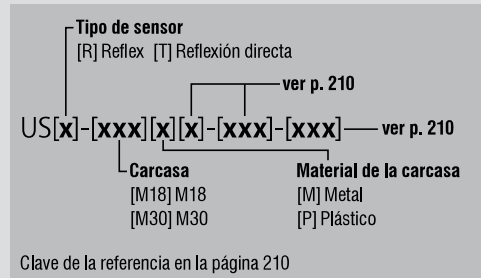 Tipo de sensor
[R] Reflex [T] Reflexión directa
ver p. 210
US[x]-[xxx][x][x]-[xxx]-[xxx] ver p. 210
Carcasa Material de la carcasa
[M18] M18 [M] Metal
[M30] M30 [P] Plástico
Clave de la referencia en la página 210